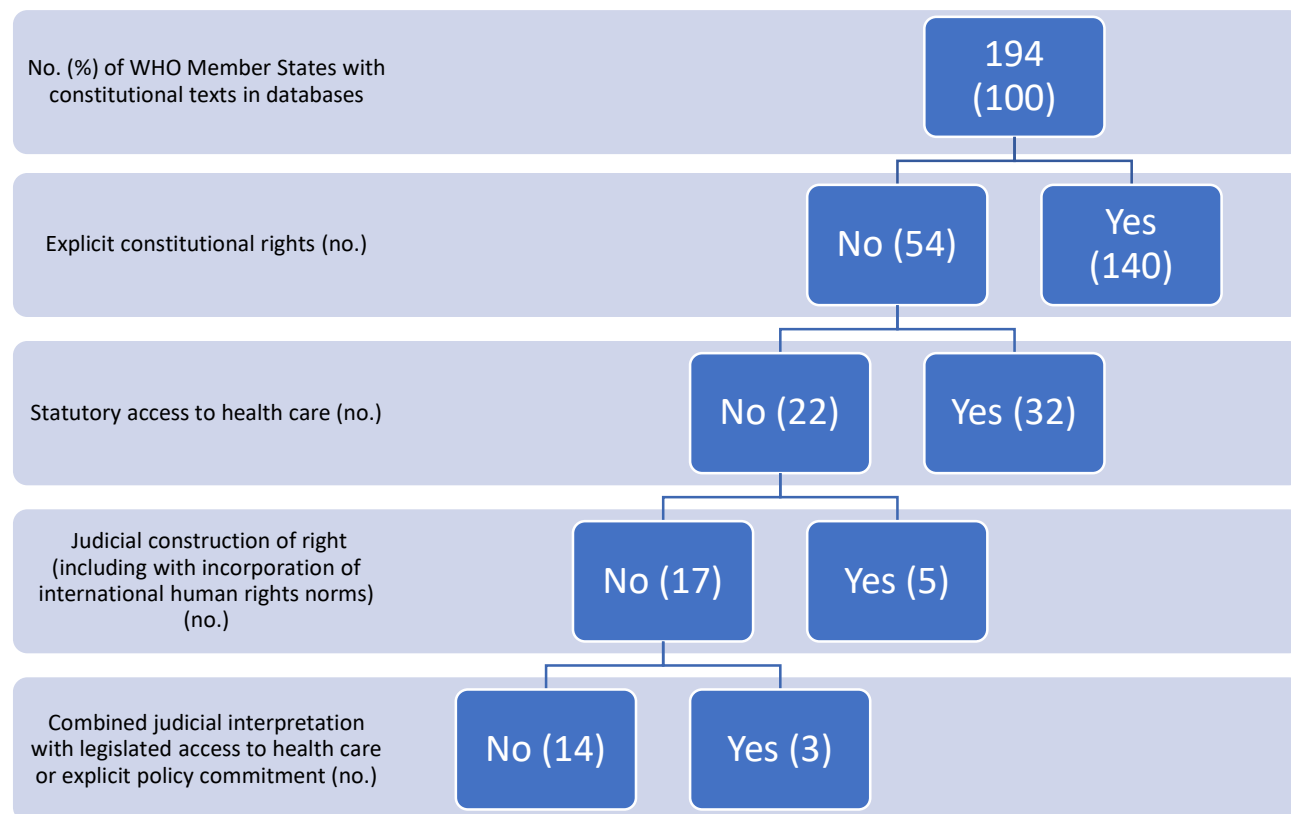 No. (%) of WHO Member States with
constitutional texts in databases
194
(100)
Explicit constitutional rights (no.)
No (54)
Yes
(140)
Statutory access to health care (no.)
No (22)
Yes (32)
Judicial construction of right
(including with incorporation of
international human rights norms)
(no.)
No (17)
Yes (5)
Combined judicial interpretation
with legislated access to health care
or explicit policy commitment (no.)
No (14)
Yes (3)